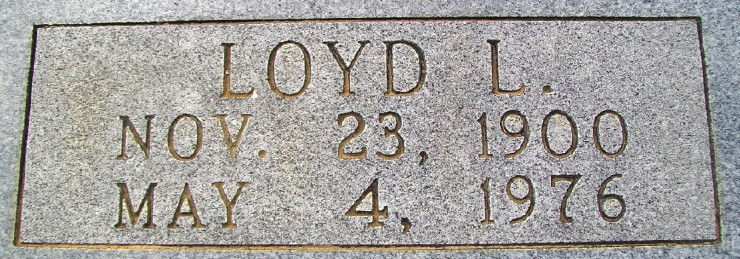 LOYD L.
NOV. 23, 1900
MAY 4, 1976